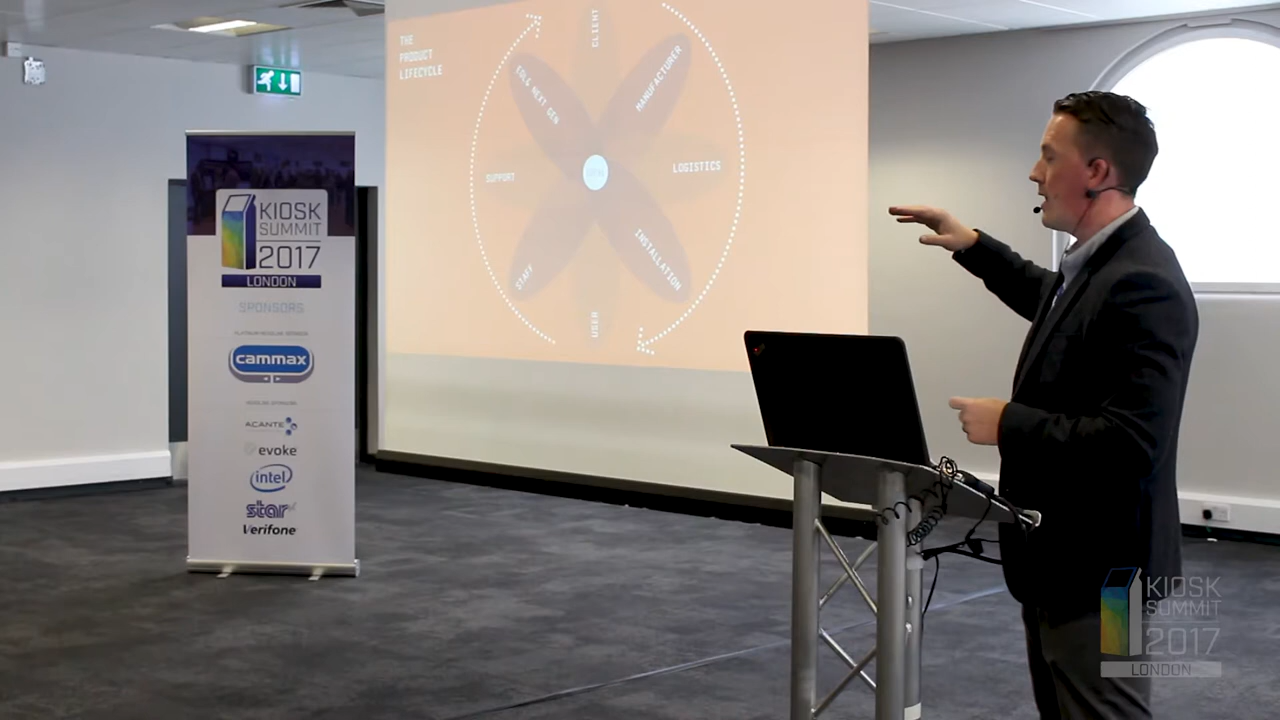 THE
PRODUCT
LIFECYCLE
CLIENT
MANUFACTURER
LOGISTICS
INSTALLATION
USER
STAFF
SUPPORT
EOL& NEXT GEN
KIOSK
SUMMIT
2017
LONDON
SPONSORS
cammax
ACANTE
evoke
intel
star
Verifone
KIOSK
SUMMIT
2017
LONDON